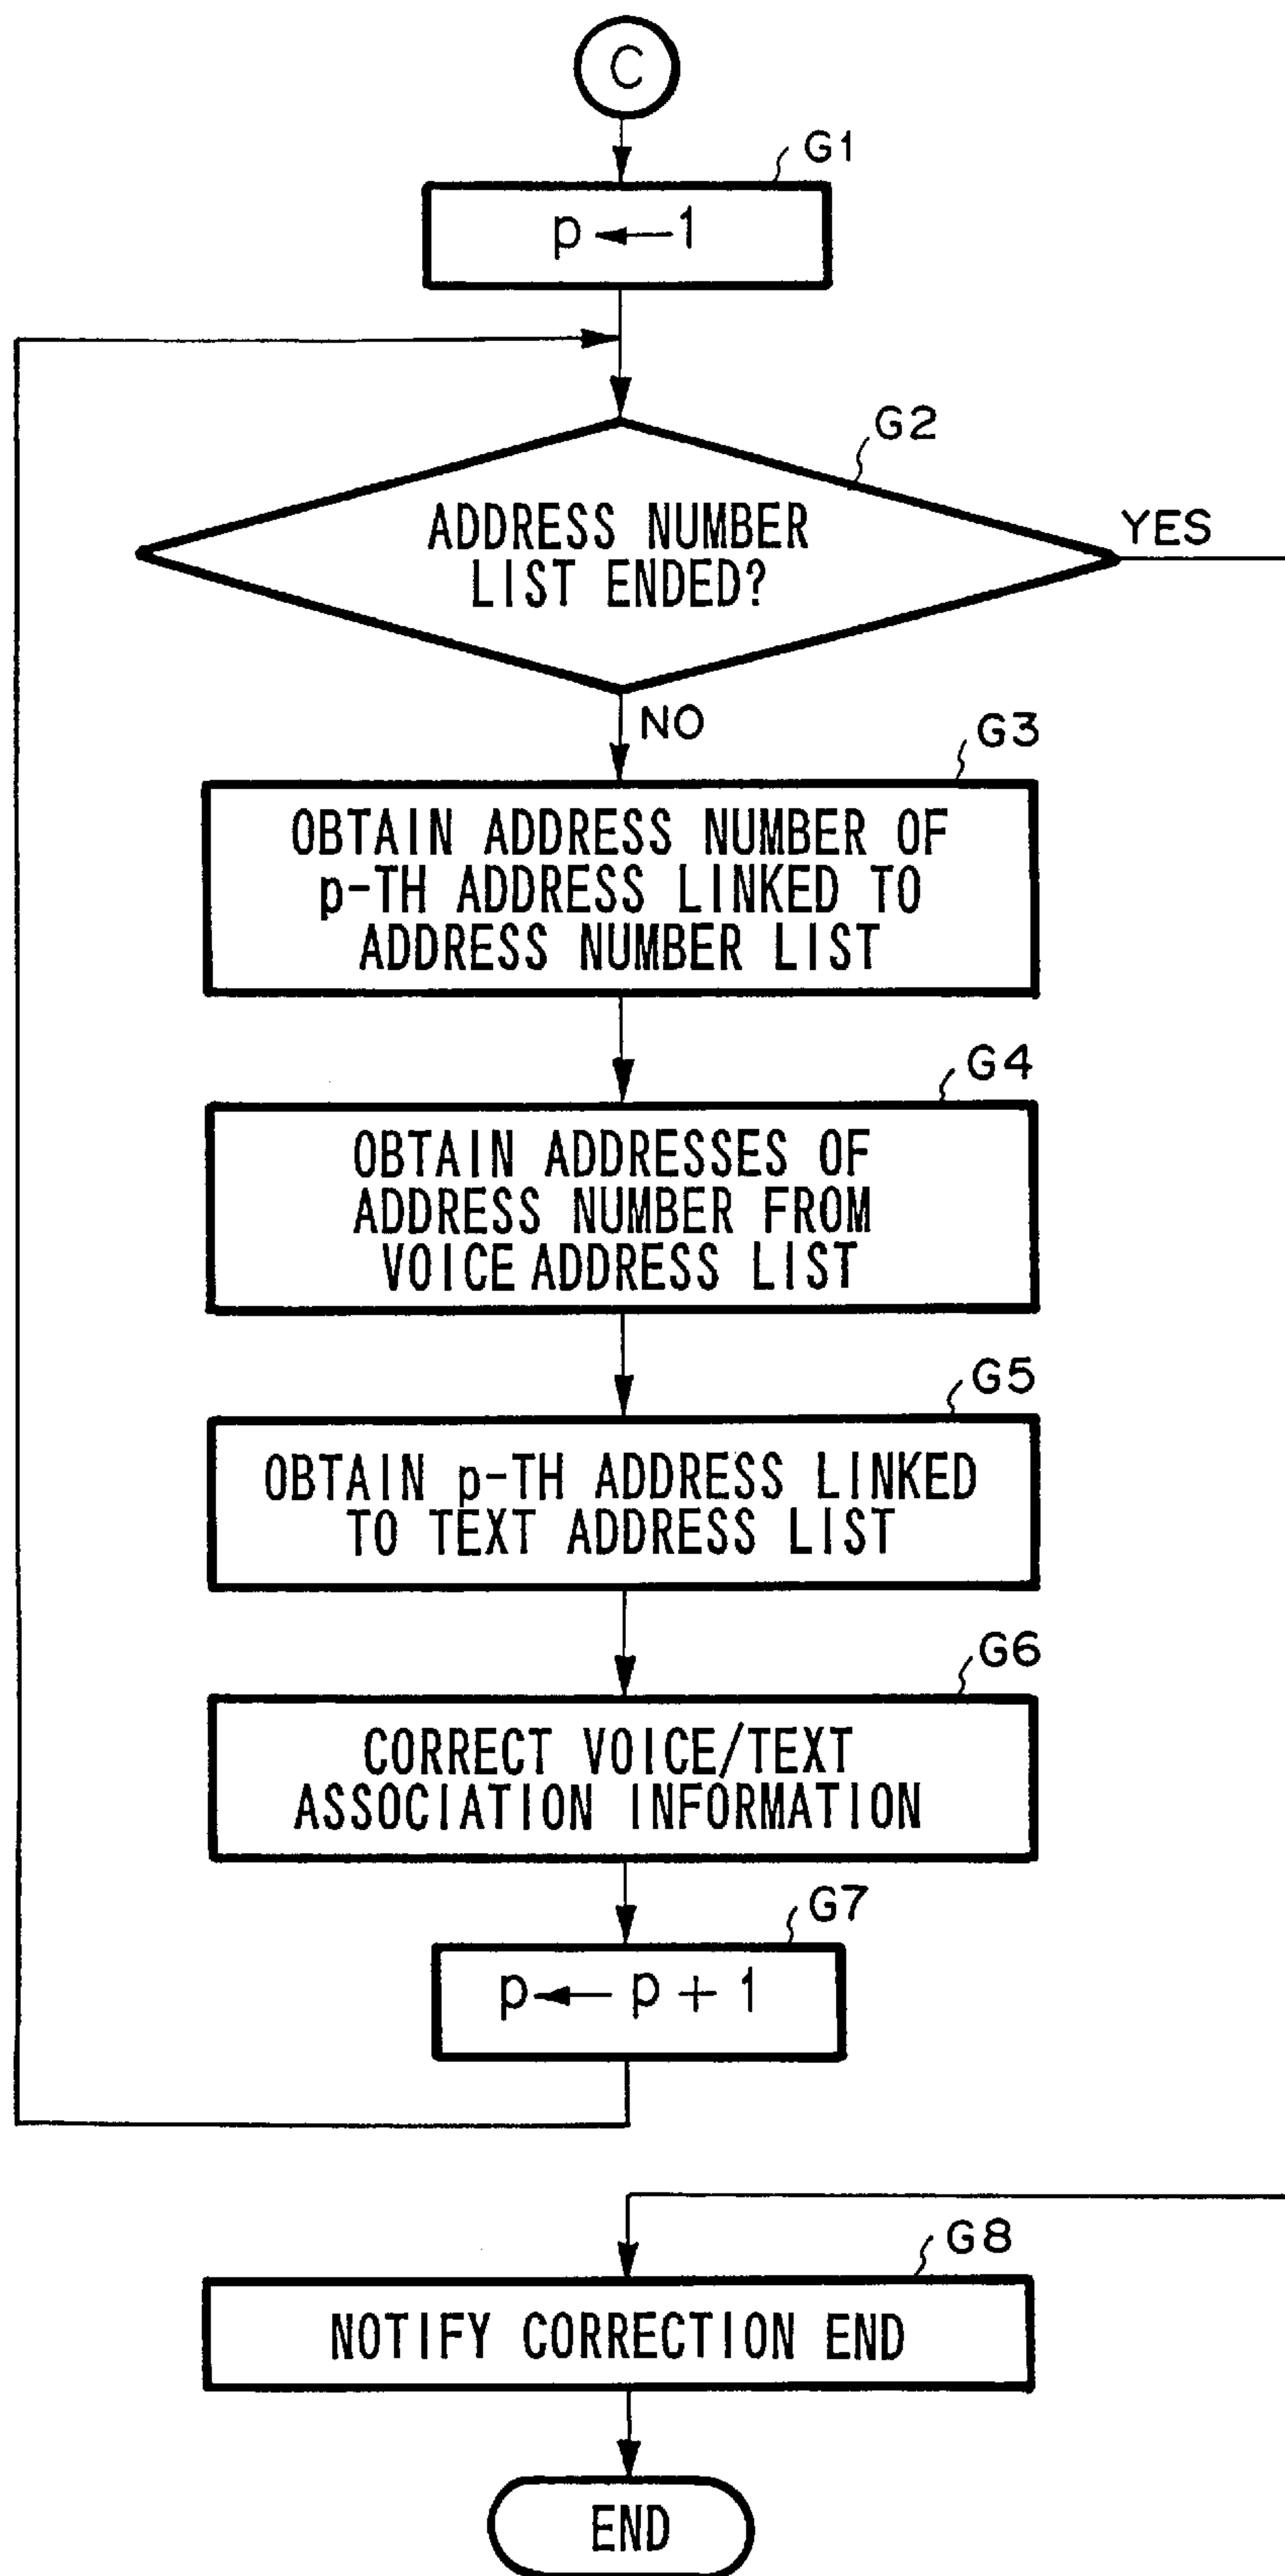 C
G1
p ← 1
G2
ADDRESS NUMBER
LIST ENDED?
YES
NO
G3
OBTAIN ADDRESS NUMBER OF
p-TH ADDRESS LINKED TO
ADDRESS NUMBER LIST
G4
OBTAIN ADDRESSES OF
ADDRESS NUMBER FROM
VOICE ADDRESS LIST
G5
OBTAIN p-TH ADDRESS LINKED
TO TEXT ADDRESS LIST
G6
CORRECT VOICE/TEXT
ASSOCIATION INFORMATION
G7
p ← p + 1
G8
NOTIFY CORRECTION END
END